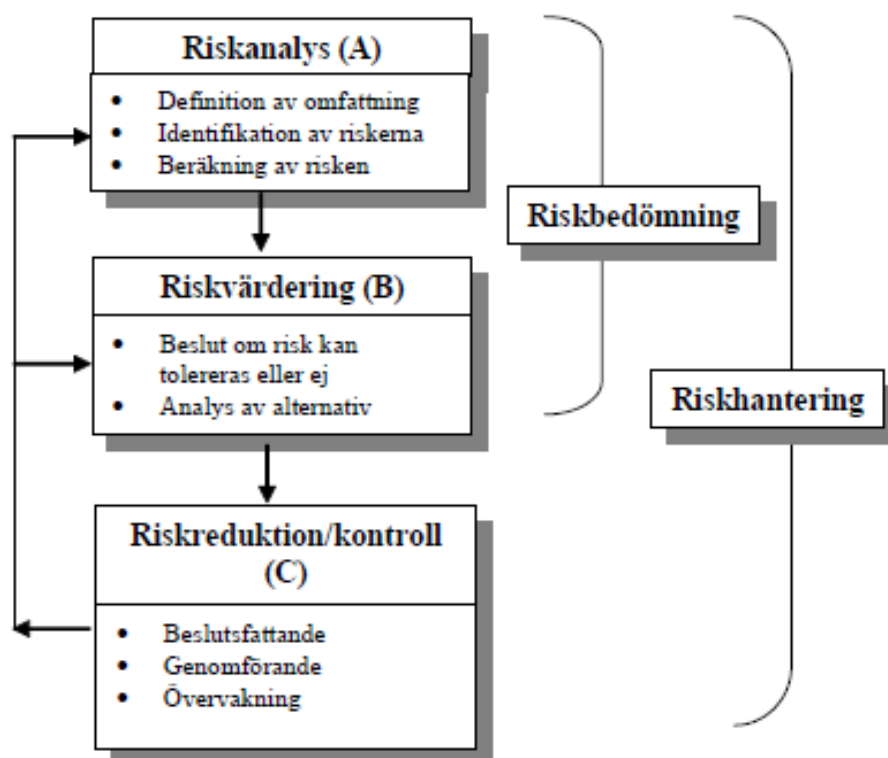 Riskanalys (A)
• Definition av omfattning
• Identifikation av riskerna
• Beräkning av risken
Riskbedömning
Riskvärdering (B)
• Beslut om risk kan
tolereras eller ej
• Analys av alternativ
Riskhantering
Riskreduktion/kontroll
(C)
• Beslutsfattande
• Genomförande
• Övervakning